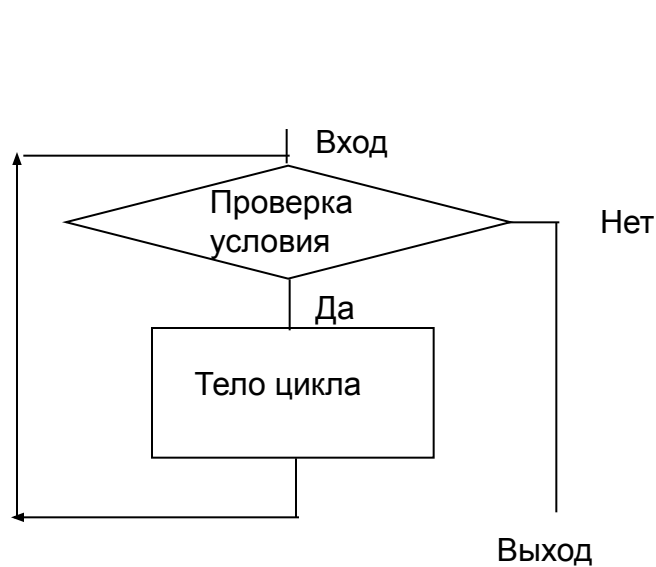 Вход
Проверка
условия
Нет
Да
Тело цикла
Выход